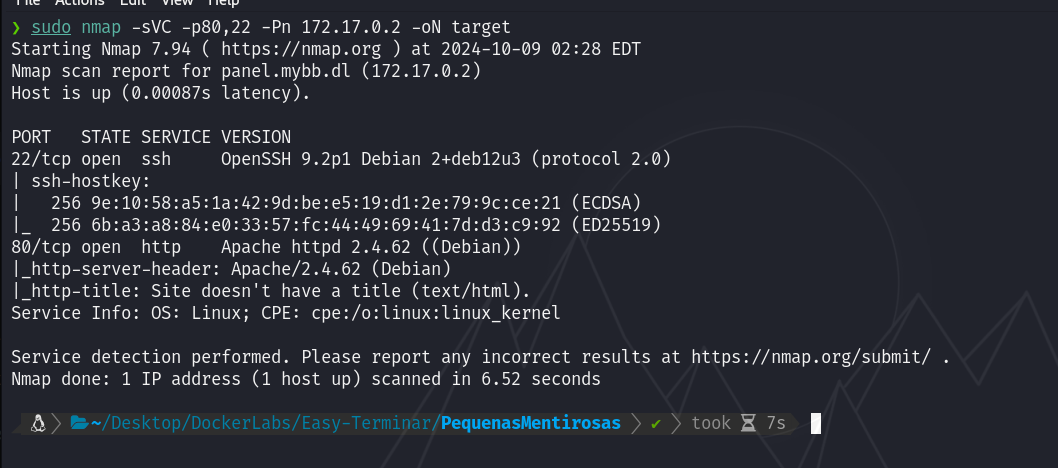 File Actions Edit View Help
❯ sudo nmap -sVC -p80,22 -Pn 172.17.0.2 -oN target
Starting Nmap 7.94 ( https://nmap.org ) at 2024-10-09 02:28 EDT
Nmap scan report for panel.mybb.dl (172.17.0.2)
Host is up (0.00087s latency).
PORT   STATE SERVICE VERSION
22/tcp open  ssh     OpenSSH 9.2p1 Debian 2+deb12u3 (protocol 2.0)
| ssh-hostkey:
|   256 9e:10:58:a5:1a:42:9d:be:e5:19:d1:2e:79:9c:ce:21 (ECDSA)
|_  256 6b:a3:a8:84:e0:33:57:fc:44:49:69:41:7d:d3:c9:92 (ED25519)
80/tcp open  http    Apache httpd 2.4.62 ((Debian))
|_http-server-header: Apache/2.4.62 (Debian)
|_http-title: Site doesn't have a title (text/html).
Service Info: OS: Linux; CPE: cpe:/o:linux:linux_kernel
Service detection performed. Please report any incorrect results at https://nmap.org/submit/ .
Nmap done: 1 IP address (1 host up) scanned in 6.52 seconds
~/Desktop/DockerLabs/Easy-Terminar/PequenasMentirosas ✔ took 7s